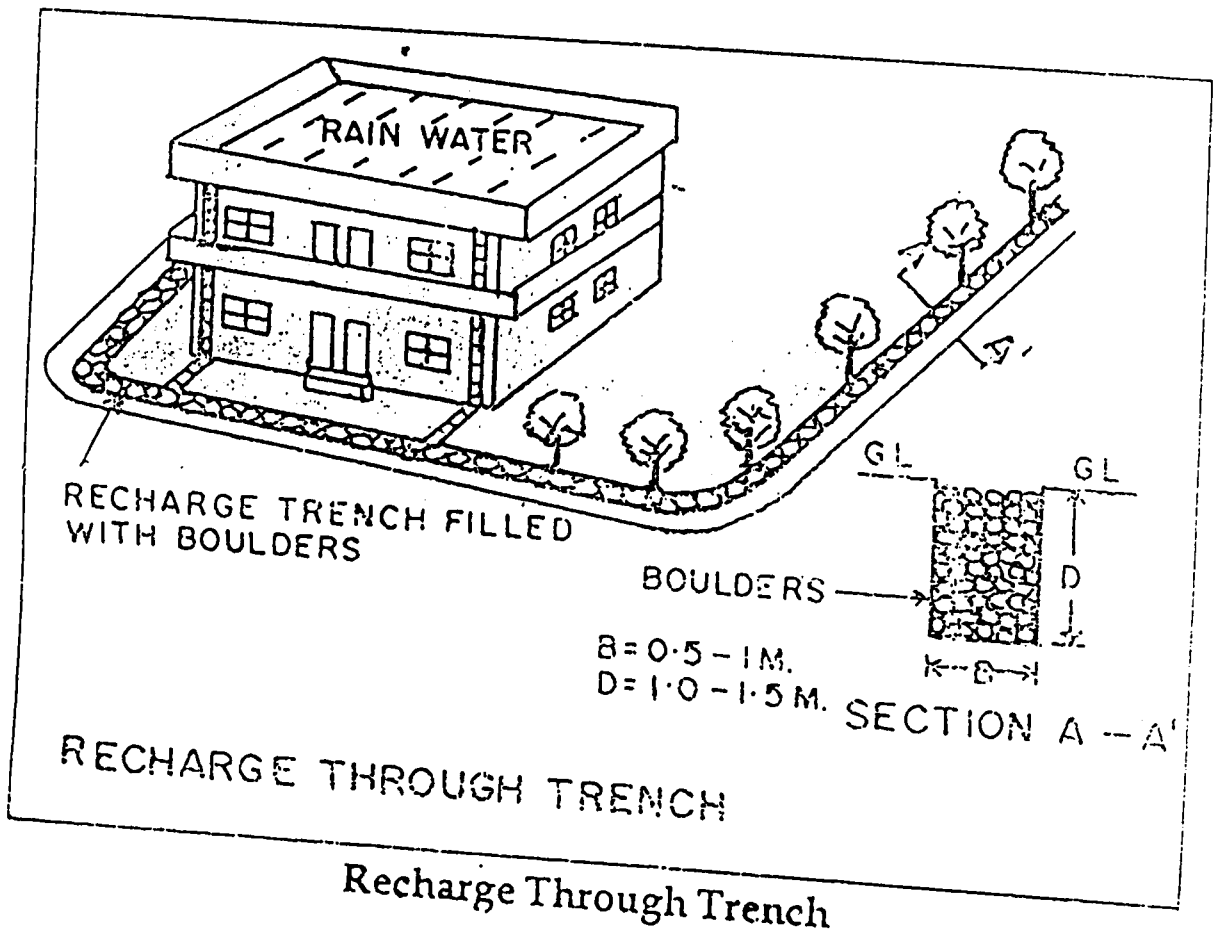 RAIN WATER
A'
GL GL
RECHARGE TRENCH FILLED
WITH BOULDERS
BOULDERS
D
B = 0.5 - 1 M.
D = 1.0 - 1.5 M.
B
SECTION A - A'
RECHARGE THROUGH TRENCH
Recharge Through Trench